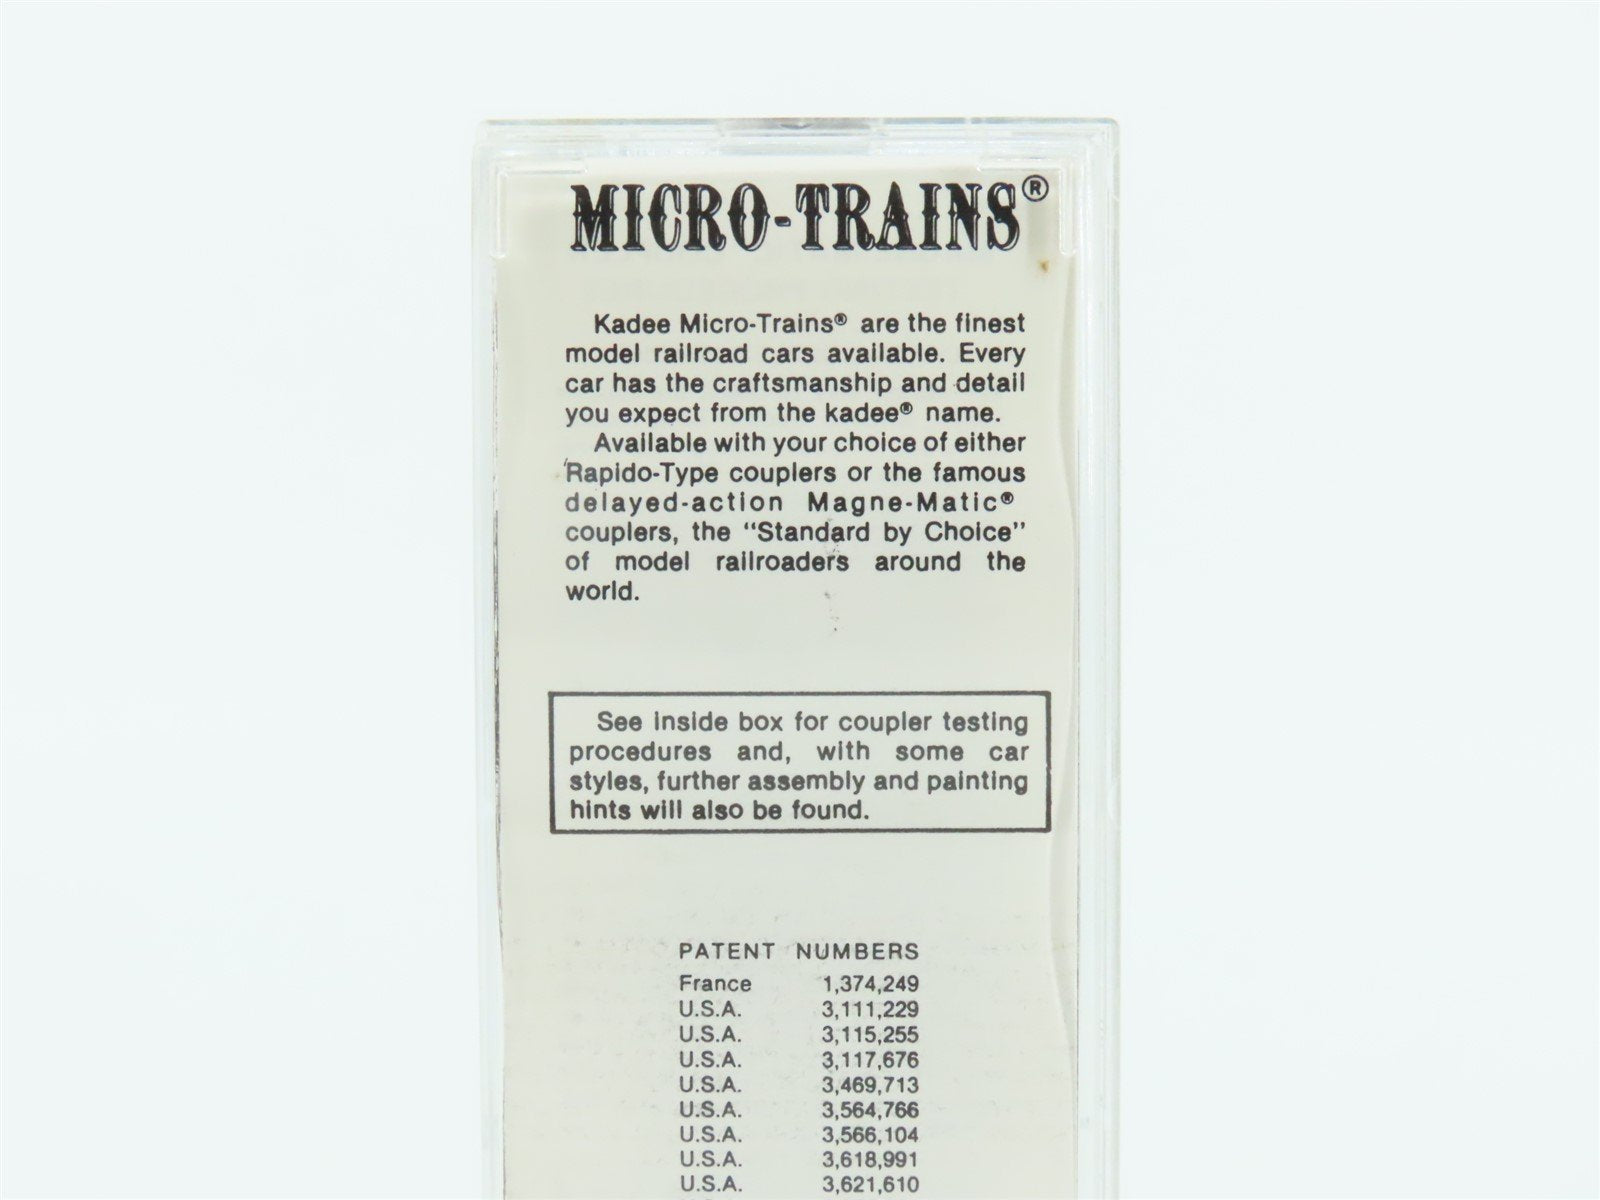 MICRO-TRAINS®
Kadee Micro-Trains® are the finest
model railroad cars available. Every
car has the craftsmanship and detail
you expect from the kadee® name.
Available with your choice of either
Rapido-Type couplers or the famous
delayed-action Magne-Matic®
couplers, the "Standard by Choice"
of model railroaders around the
world.
See inside box for coupler testing
procedures and, with some car
styles, further assembly and painting
hints will also be found.
PATENT NUMBERS
France 1,374,249
U.S.A. 3,111,229
U.S.A. 3,115,255
U.S.A. 3,117,676
U.S.A. 3,469,713
U.S.A. 3,564,766
U.S.A. 3,566,104
U.S.A. 3,618,991
U.S.A. 3,621,610